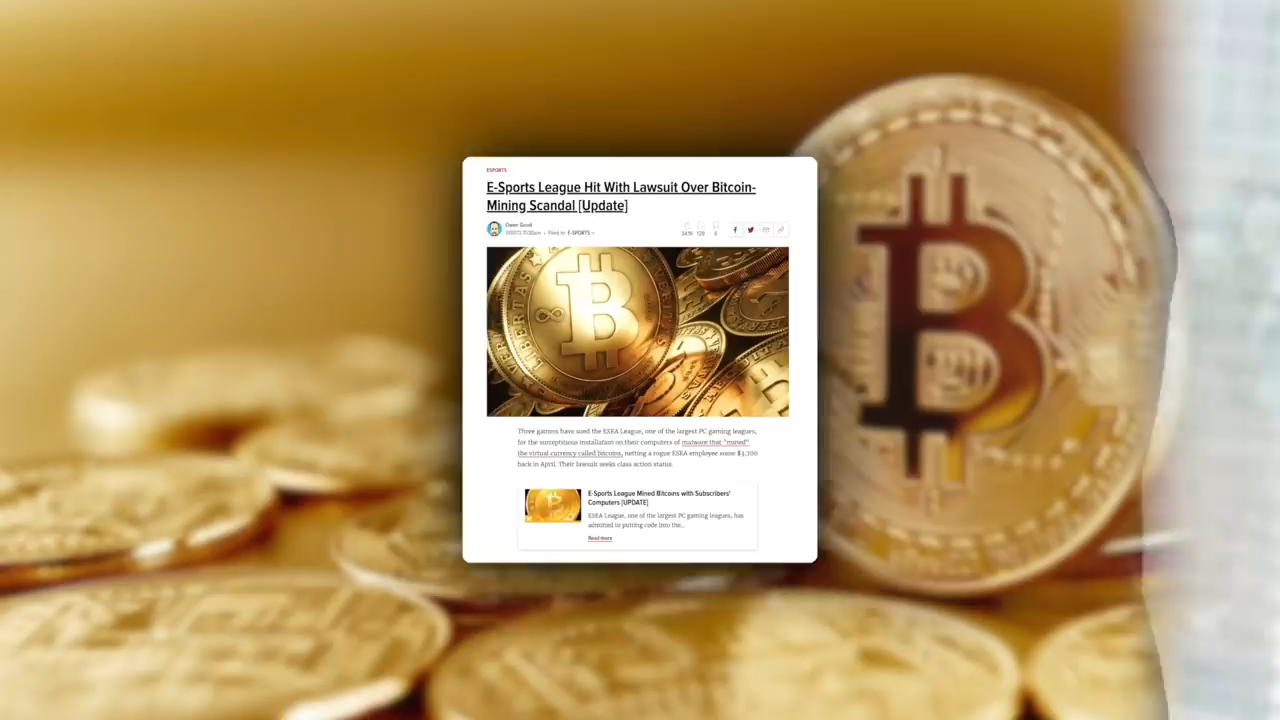 ESPORTS
E-Sports League Hit With Lawsuit Over Bitcoin-
Mining Scandal [Update]
Owen Good
Filed to: E-SPORTS
Three gamers have sued the ESEA League, one of the largest PC gaming leagues,
for the surreptitious installation on their computers of malware that "mined"
the virtual currency called bitcoins, netting a rogue ESEA employee some $3,700
back in April. Their lawsuit seeks class action status.
E-Sports League Mined Bitcoins with Subscribers'
Computers [UPDATE]
ESEA League, one of the largest PC gaming leagues, has
admitted to putting code into the...
Read more